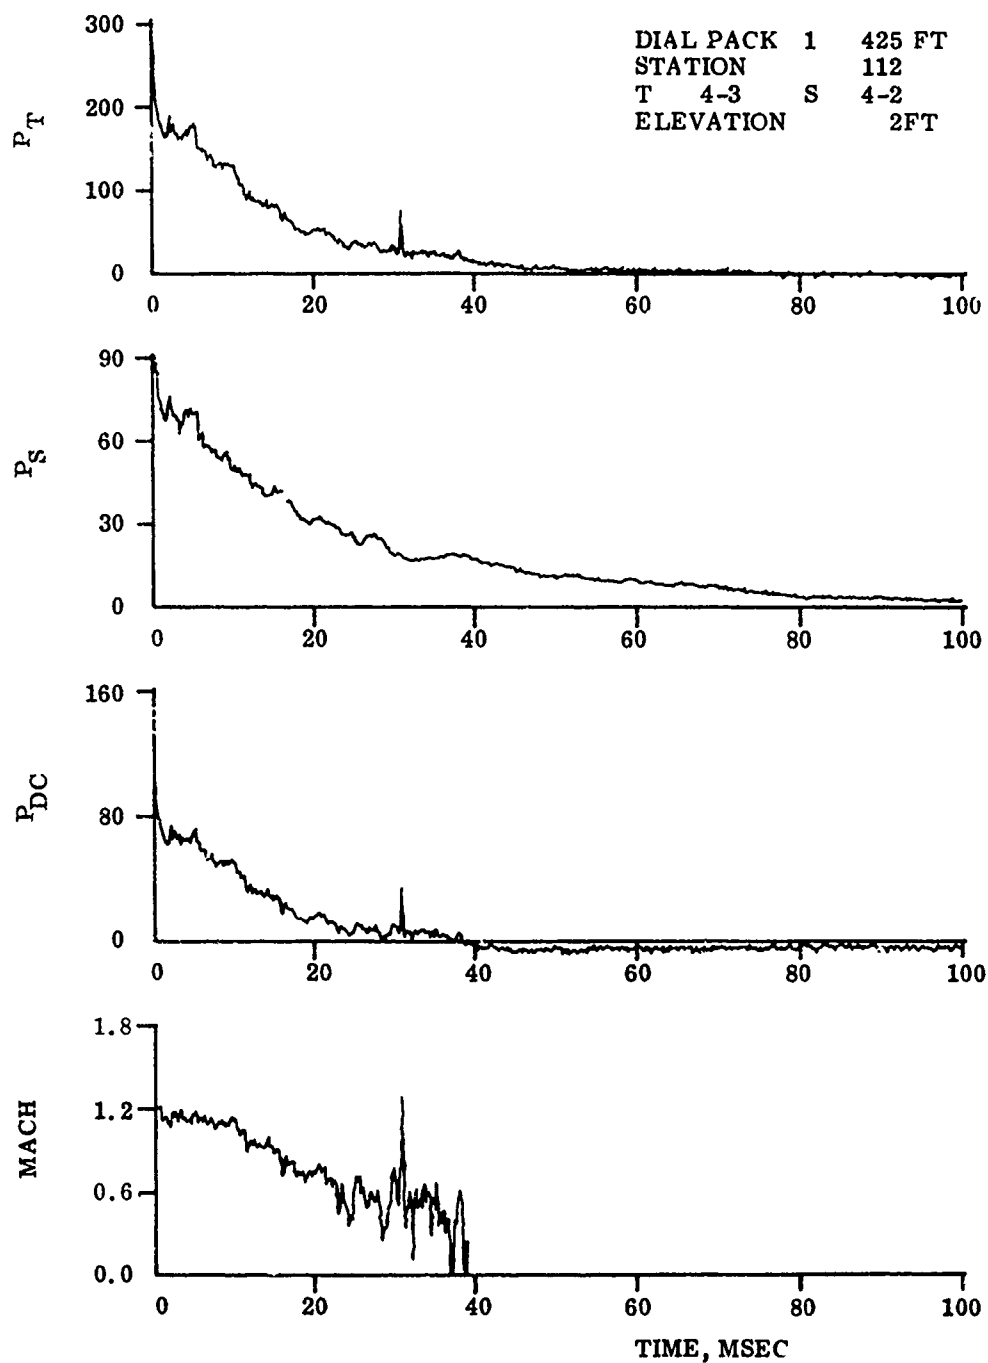 DIAL PACK 1 425 FT
STATION 112
T 4-3 S 4-2
ELEVATION 2FT
300
200
100
0
P_T
0 20 40 60 80 100
90
60
30
0
P_S
0 20 40 60 80 100
160
80
0
P_DC
0 20 40 60 80 100
1.8
1.2
0.6
0.0
MACH
0 20 40 60 80 100
TIME, MSEC